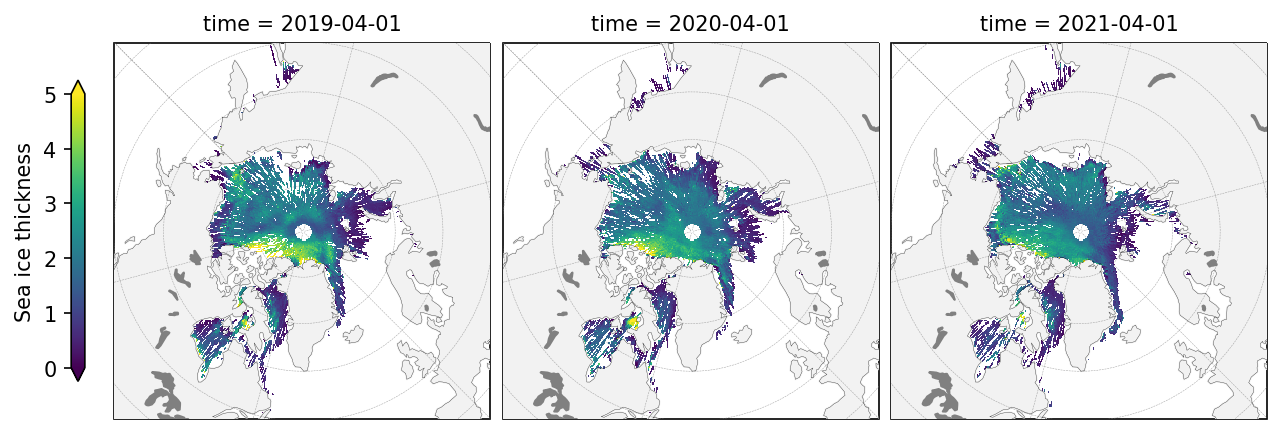 time = 2019-04-01
time = 2020-04-01
time = 2021-04-01
Sea ice thickness
5
4
3
2
1
0